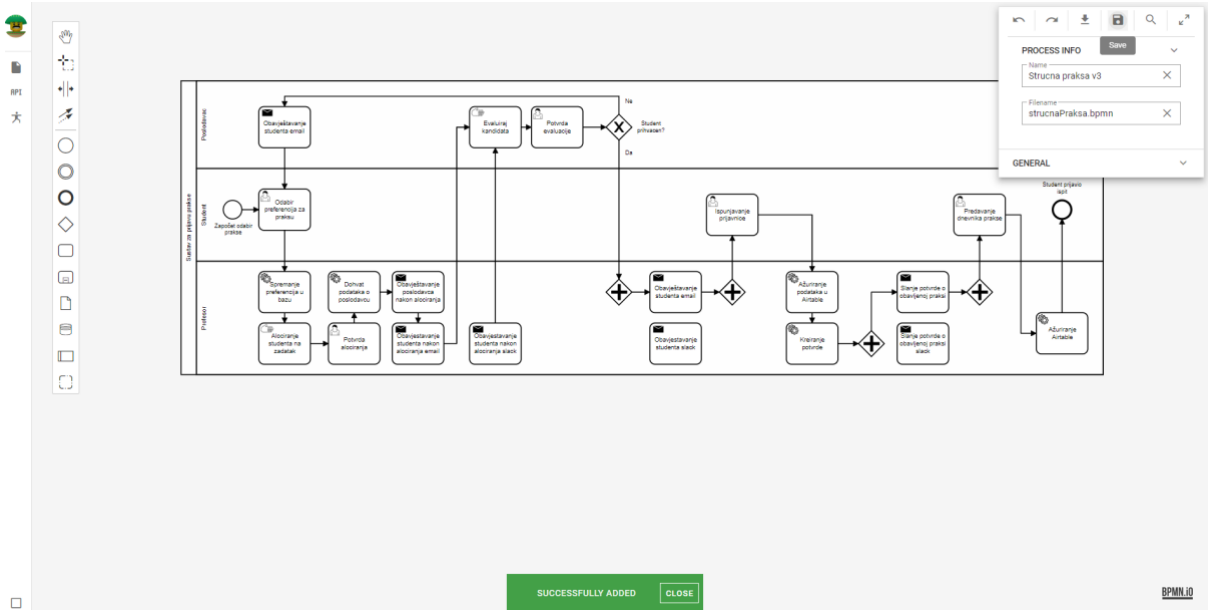 Save
PROCESS INFO
Name
Strucna praksa v3
Filename
strucnaPraksa.bpmn
GENERAL
API
Sustav za prijavu prakse
Poslodavac
Obavještavanje
studenta email
Evaluiraj
kandidata
Potvrda
evaluacije
Ne
Student
prihvaćen?
Da
Student
Započet odabir
prakse
Odabir
preferencija za
praksu
Ispunjavanje
prijavnice
Predavanje
dnevnika prakse
Student prijavio
ispit
Profesor
Spremanje
preferencija u
bazu
Dohvat
podataka o
poslodavcu
Obavještavanje
poslodavca
nakon alociranja
Obavještavanje
studenta email
Ažuriranje
podataka u
Airtable
Slanje potvrde o
obavljenoj praksi
Alociranje
studenta na
zadatak
Potvrda
alociranja
Obavještavanje
studenta nakon
alociranja email
Obavještavanje
studenta nakon
alociranja slack
Obavještavanje
studenta slack
Kreiranje
potvrde
Slanje potvrde o
obavljenoj praksi
slack
Ažuriranje
Airtable
SUCCESSFULLY ADDED
CLOSE
BPMN.iO